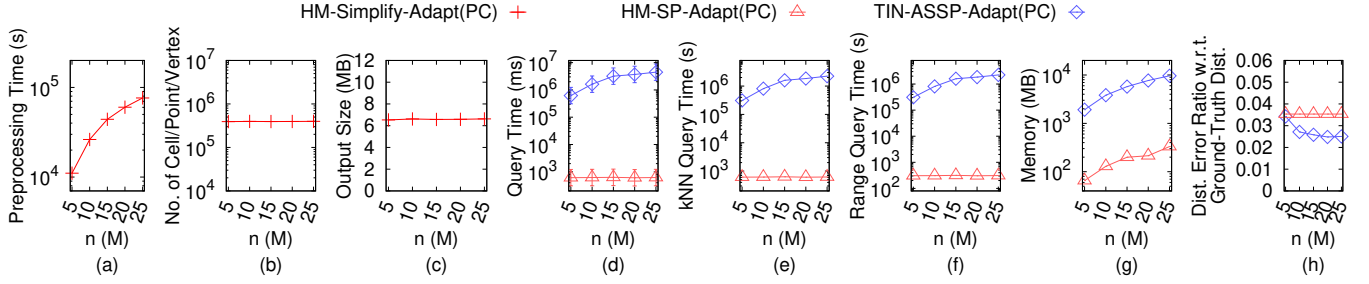 HM-Simplify-Adapt(PC) HM-SP-Adapt(PC) TIN-ASSP-Adapt(PC)
Preprocessing Time (s)
10^5
10^4
5 10 15 20 25
n (M)
(a)
No. of Cell/Point/Vertex
10^7
10^6
10^5
10^4
5 10 15 20 25
n (M)
(b)
Output Size (MB)
12
10
8
6
4
2
0
5 10 15 20 25
n (M)
(c)
Query Time (ms)
10^7
10^6
10^5
10^4
10^3
5 10 15 20 25
n (M)
(d)
kNN Query Time (s)
10^6
10^5
10^4
10^3
5 10 15 20 25
n (M)
(e)
Range Query Time (s)
10^6
10^5
10^4
10^3
10^2
5 10 15 20 25
n (M)
(f)
Memory (MB)
10^4
10^3
10^2
5 10 15 20 25
n (M)
(g)
Dist. Error Ratio w.r.t.
Ground-Truth Dist.
0.06
0.05
0.04
0.03
0.02
0.01
0
5 10 15 20 25
n (M)
(h)